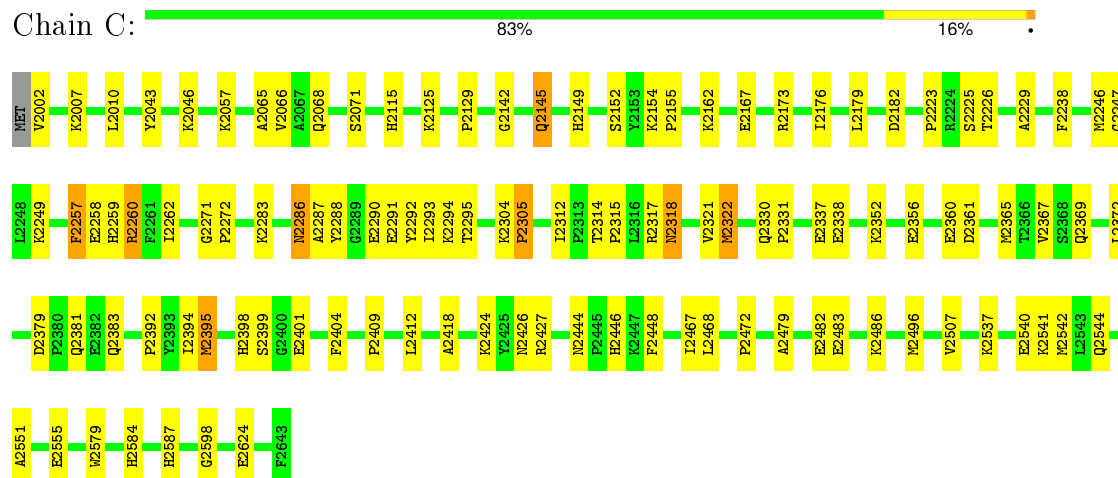 Chain C:
83% 16% •
MET V2002 K2007 L2010 Y2043 K2046 K2057 A2065 V2066 A2067 Q2068 S2071 H2115 K2125 P2129 G2142 Q2145 H2149 S2152 Y2153 K2154 P2155 K2162 E2167 R2173 I2176 L2179 D2182 P2223 R2224 S2225 T2226 A2229 F2238 M2246
L2248 K2249 F2257 E2258 H2259 R2260 F2261 I2262 G2271 P2272 K2283 N2286 A2287 Y2288 G2289 E2290 E2291 Y2292 I2293 K2294 T2295 K2304 P2305 I2312 P2313 T2314 P2315 L2316 R2317 N2318 V2321 M2322 Q2330 P2331 E2337 E2338 K2352 E2356 E2360 D2361 M2365 T2366 V2367 S2368 Q2369
D2379 P2380 Q2381 E2382 Q2383 P2392 Y2393 I2394 M2395 H2398 S2399 G2400 E2401 F2404 P2409 L2412 A2418 K2424 Y2425 N2426 R2427 N2444 P2445 H2446 K2447 F2448 I2467 L2468 P2472 A2479 E2482 E2483 K2486 M2496 V2507 K2537 E2540 K2541 M2542 L2543 Q2544
A2551 E2555 W2579 H2584 H2587 G2598 E2624 F2643